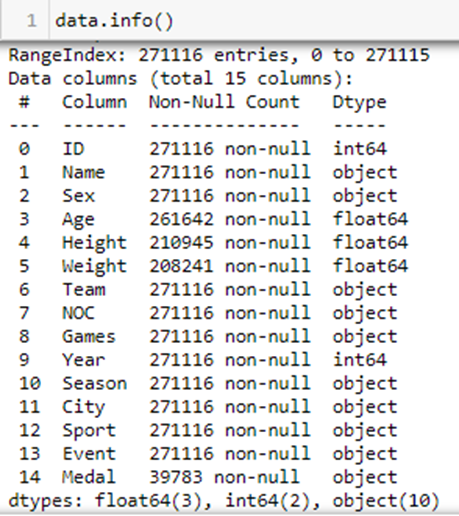 1 data.info()
RangeIndex: 271116 entries, 0 to 271115
Data columns (total 15 columns):
# Column Non-Null Count Dtype
--- ------ -------------- -----
0 ID 271116 non-null int64
1 Name 271116 non-null object
2 Sex 271116 non-null object
3 Age 261642 non-null float64
4 Height 210945 non-null float64
5 Weight 208241 non-null float64
6 Team 271116 non-null object
7 NOC 271116 non-null object
8 Games 271116 non-null object
9 Year 271116 non-null int64
10 Season 271116 non-null object
11 City 271116 non-null object
12 Sport 271116 non-null object
13 Event 271116 non-null object
14 Medal 39783 non-null object
dtypes: float64(3), int64(2), object(10)